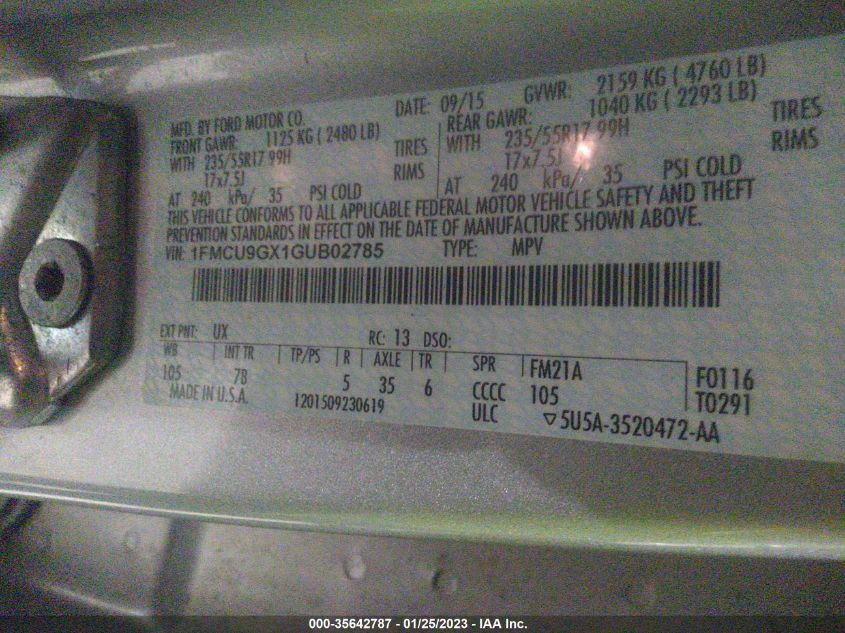 MFD. BY FORD MOTOR CO.
DATE: 09/15 GVWR: 2159 KG ( 4760 LB)
FRONT GAWR: 1125 KG ( 2480 LB)
REAR GAWR: 1040 KG ( 2293 LB)
WITH 235/55R17 99H TIRES
WITH 235/55R17 99H TIRES
17x7.5J RIMS
17x7.5J RIMS
AT 240 kPa/ 35 PSI COLD
AT 240 kPa/ 35 PSI COLD
THIS VEHICLE CONFORMS TO ALL APPLICABLE FEDERAL MOTOR VEHICLE SAFETY AND THEFT
PREVENTION STANDARDS IN EFFECT ON THE DATE OF MANUFACTURE SHOWN ABOVE.
VIN: 1FMCU9GX1GUB02785 TYPE: MPV
EXT PNT: UX RC: 13 DSO:
WB INT TR TP/PS R AXLE TR SPR FM21A F0116
105 7B 5 35 6 CCCC 105 T0291
MADE IN U.S.A. 1201509230619 ULC ▽5U5A-3520472-AA
000-35642787 - 01/25/2023 - IAA Inc.